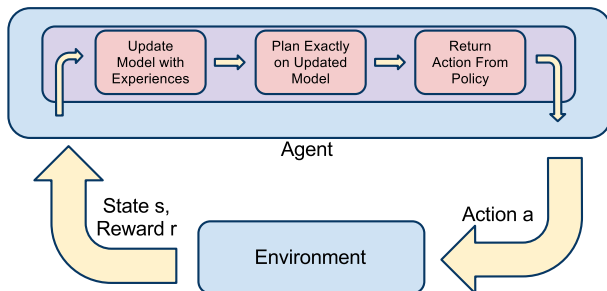 Update
Model with
Experiences
Plan Exactly
on Updated
Model
Return
Action From
Policy
Agent
State s,
Reward r
Action a
Environment